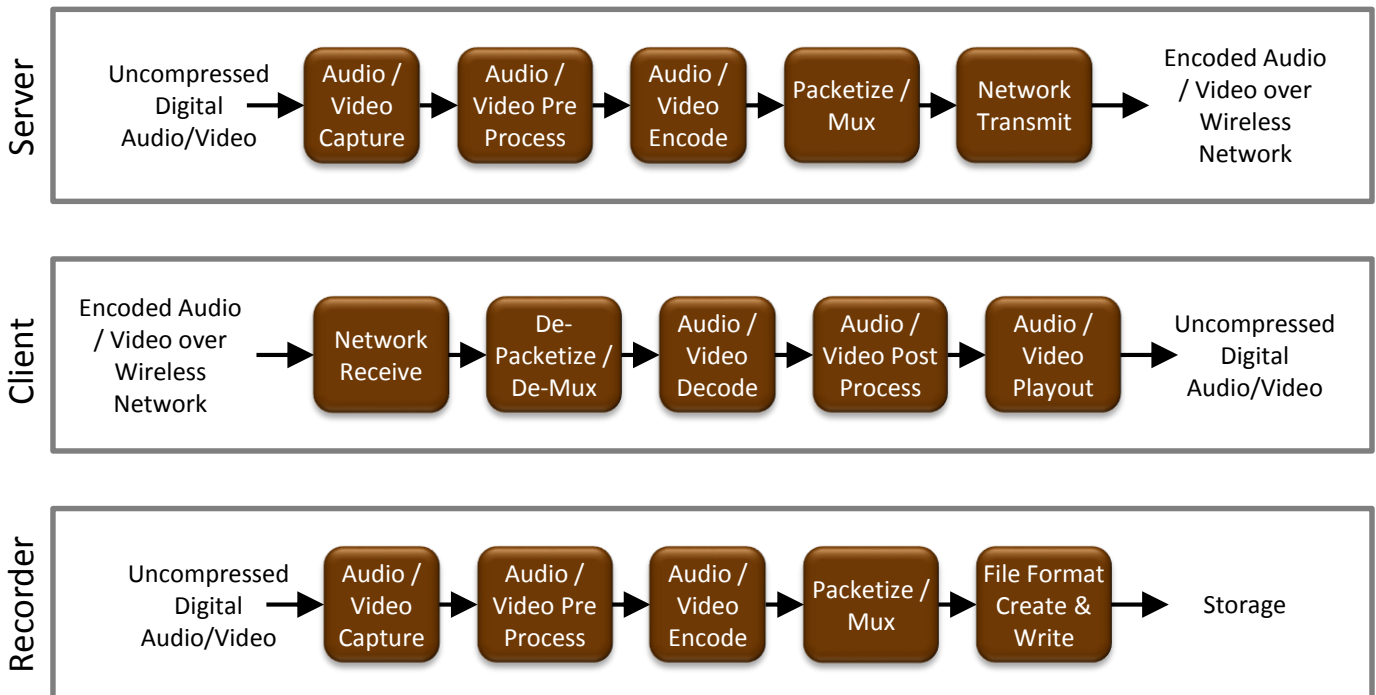 Server
Uncompressed
Digital
Audio/Video
Audio /
Video
Capture
Audio /
Video Pre
Process
Audio /
Video
Encode
Packetize /
Mux
Network
Transmit
Encoded Audio
/ Video over
Wireless
Network
Client
Encoded Audio
/ Video over
Wireless
Network
Network
Receive
De-
Packetize /
De-Mux
Audio /
Video
Decode
Audio /
Video Post
Process
Audio /
Video
Playout
Uncompressed
Digital
Audio/Video
Recorder
Uncompressed
Digital
Audio/Video
Audio /
Video
Capture
Audio /
Video Pre
Process
Audio /
Video
Encode
Packetize /
Mux
File Format
Create &
Write
Storage